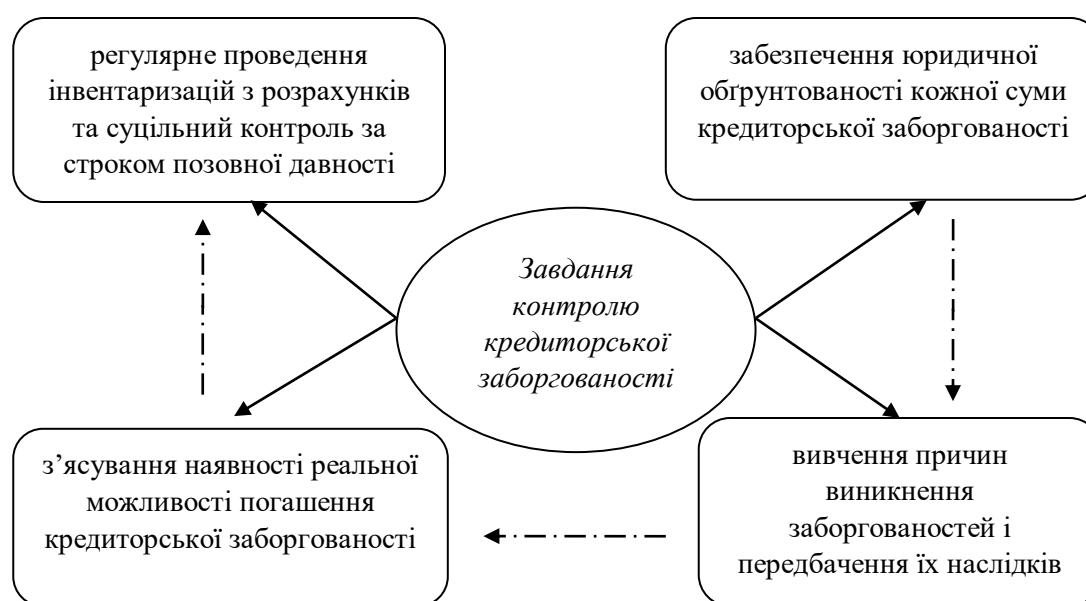 регулярне проведення
інвентаризацій з розрахунків
та суцільний контроль за
строком позовної давності
забезпечення юридичної
обґрунтованості кожної суми
кредиторської заборгованості
Завдання
контролю
кредиторської
заборгованості
з’ясування наявності реальної
можливості погашення
кредиторської заборгованості
вивчення причин
виникнення
заборгованостей і
передбачення їх наслідків